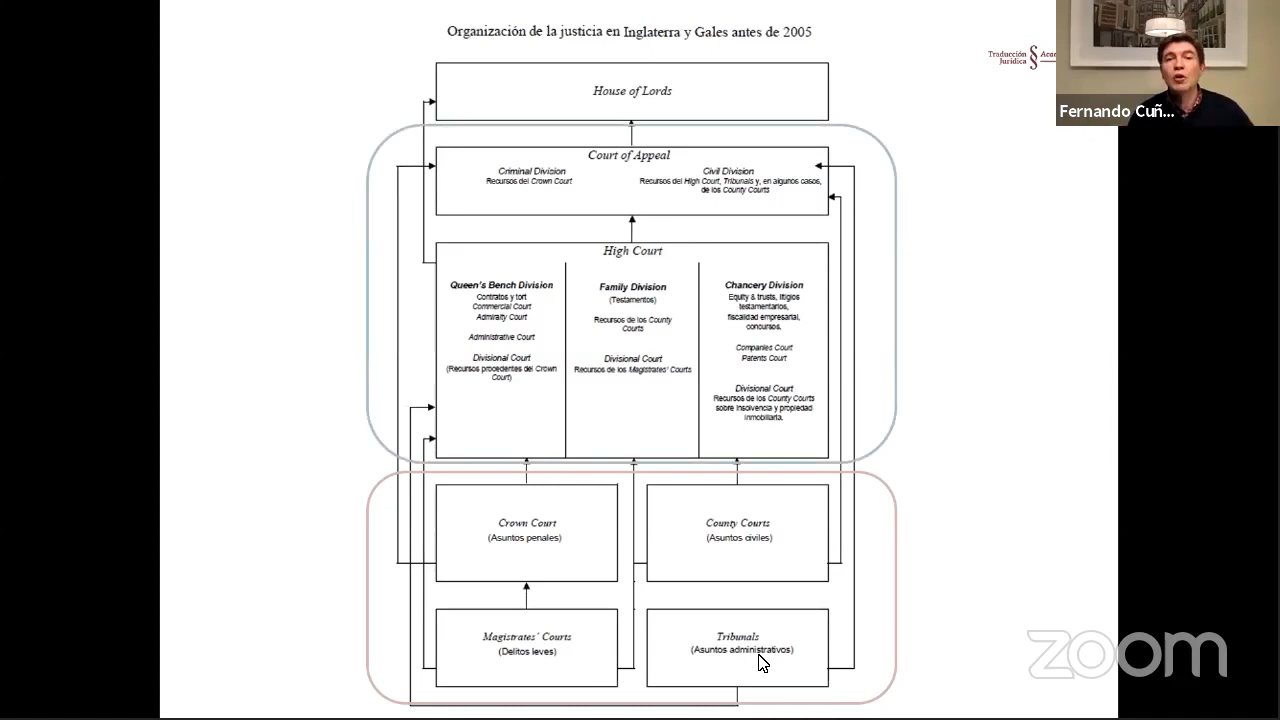 Organización de la justicia en Inglaterra y Gales antes de 2005
Traducción
Jurídica
§
Fernando Cuñ...
House of Lords
Court of Appeal
Criminal Division
Recursos del Crown Court
Civil Division
Recursos del High Court, Tribunals y, en algunos casos,
de los County Courts
High Court
Queen's Bench Division
Contratos y tort
Commercial Court
Admiralty Court
Administrative Court
Divisional Court
(Recursos procedentes del Crown
Court)
Family Division
(Testamentos)
Recursos de los County
Courts
Divisional Court
Recursos de los Magistrates' Courts
Chancery Division
Equity & trusts, litigios
testamentarios,
fiscalidad empresarial,
concursos.
Companies Court
Patents Court
Divisional Court
Recursos de los County Courts
sobre insolvencia y propiedad
inmobiliaria.
Crown Court
(Asuntos penales)
County Courts
(Asuntos civiles)
Magistrates´ Courts
(Delitos leves)
Tribunals
(Asuntos administrativos)
zoom